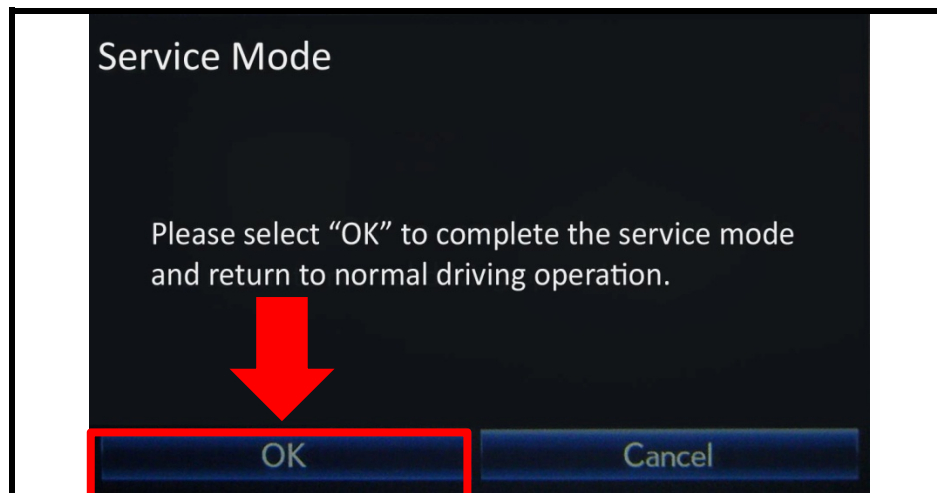 Service Mode
Please select “OK” to complete the service mode
and return to normal driving operation.
OK
Cancel